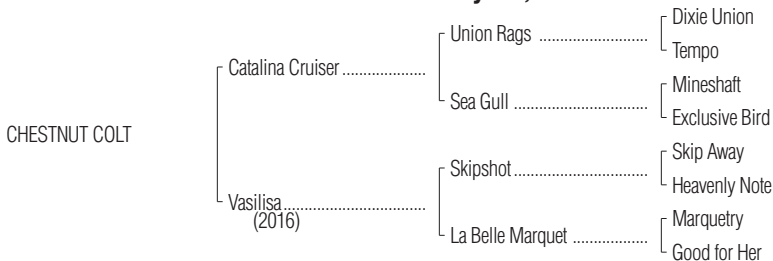 Dixie Union
Union Rags ..................
Tempo
Catalina Cruiser ....................
Mineshaft
Sea Gull ......................
Exclusive Bird
CHESTNUT COLT
Skip Away
Skipshot......................
Heavenly Note
Vasilisa..................................
(2016)
Marquetry
La Belle Marquet ..................
Good for Her